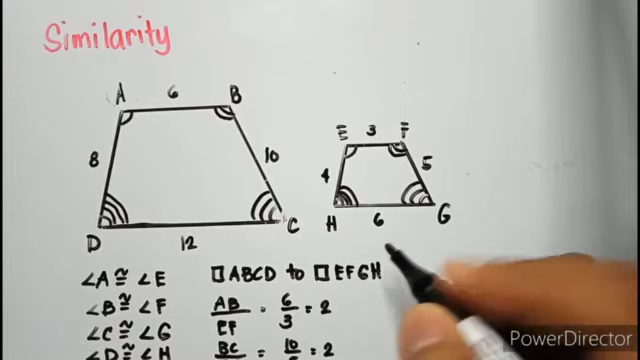 Similarity
A 6 B
8 10
D 12 C
E 3 F
4 5
H 6 G
∠A ≅ ∠E
∠B ≅ ∠F
∠C ≅ ∠G
∠D ≅ ∠H
□ABCD to □EFGH
AB/EF = 6/3 = 2
BC = 10 = 2
PowerDirector